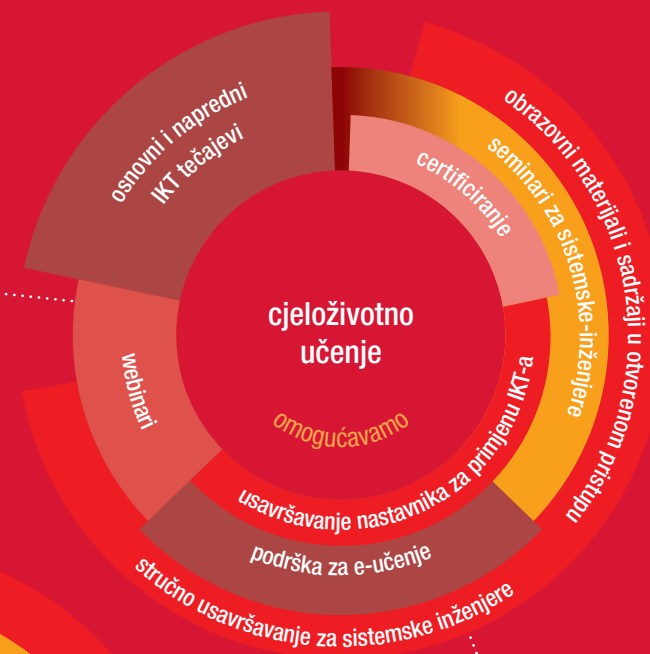 osnovni i napredni
IKT tečajevi
certificiranje
seminari za sistemske-inženjere
obrazovni materijali i sadržaji u otvorenom pristupu
cjeloživotno
učenje
omogućavamo
webinari
usavršavanje nastavnika za primjenu IKT-a
podrška za e-učenje
stručno usavršavanje za sistemske inženjere